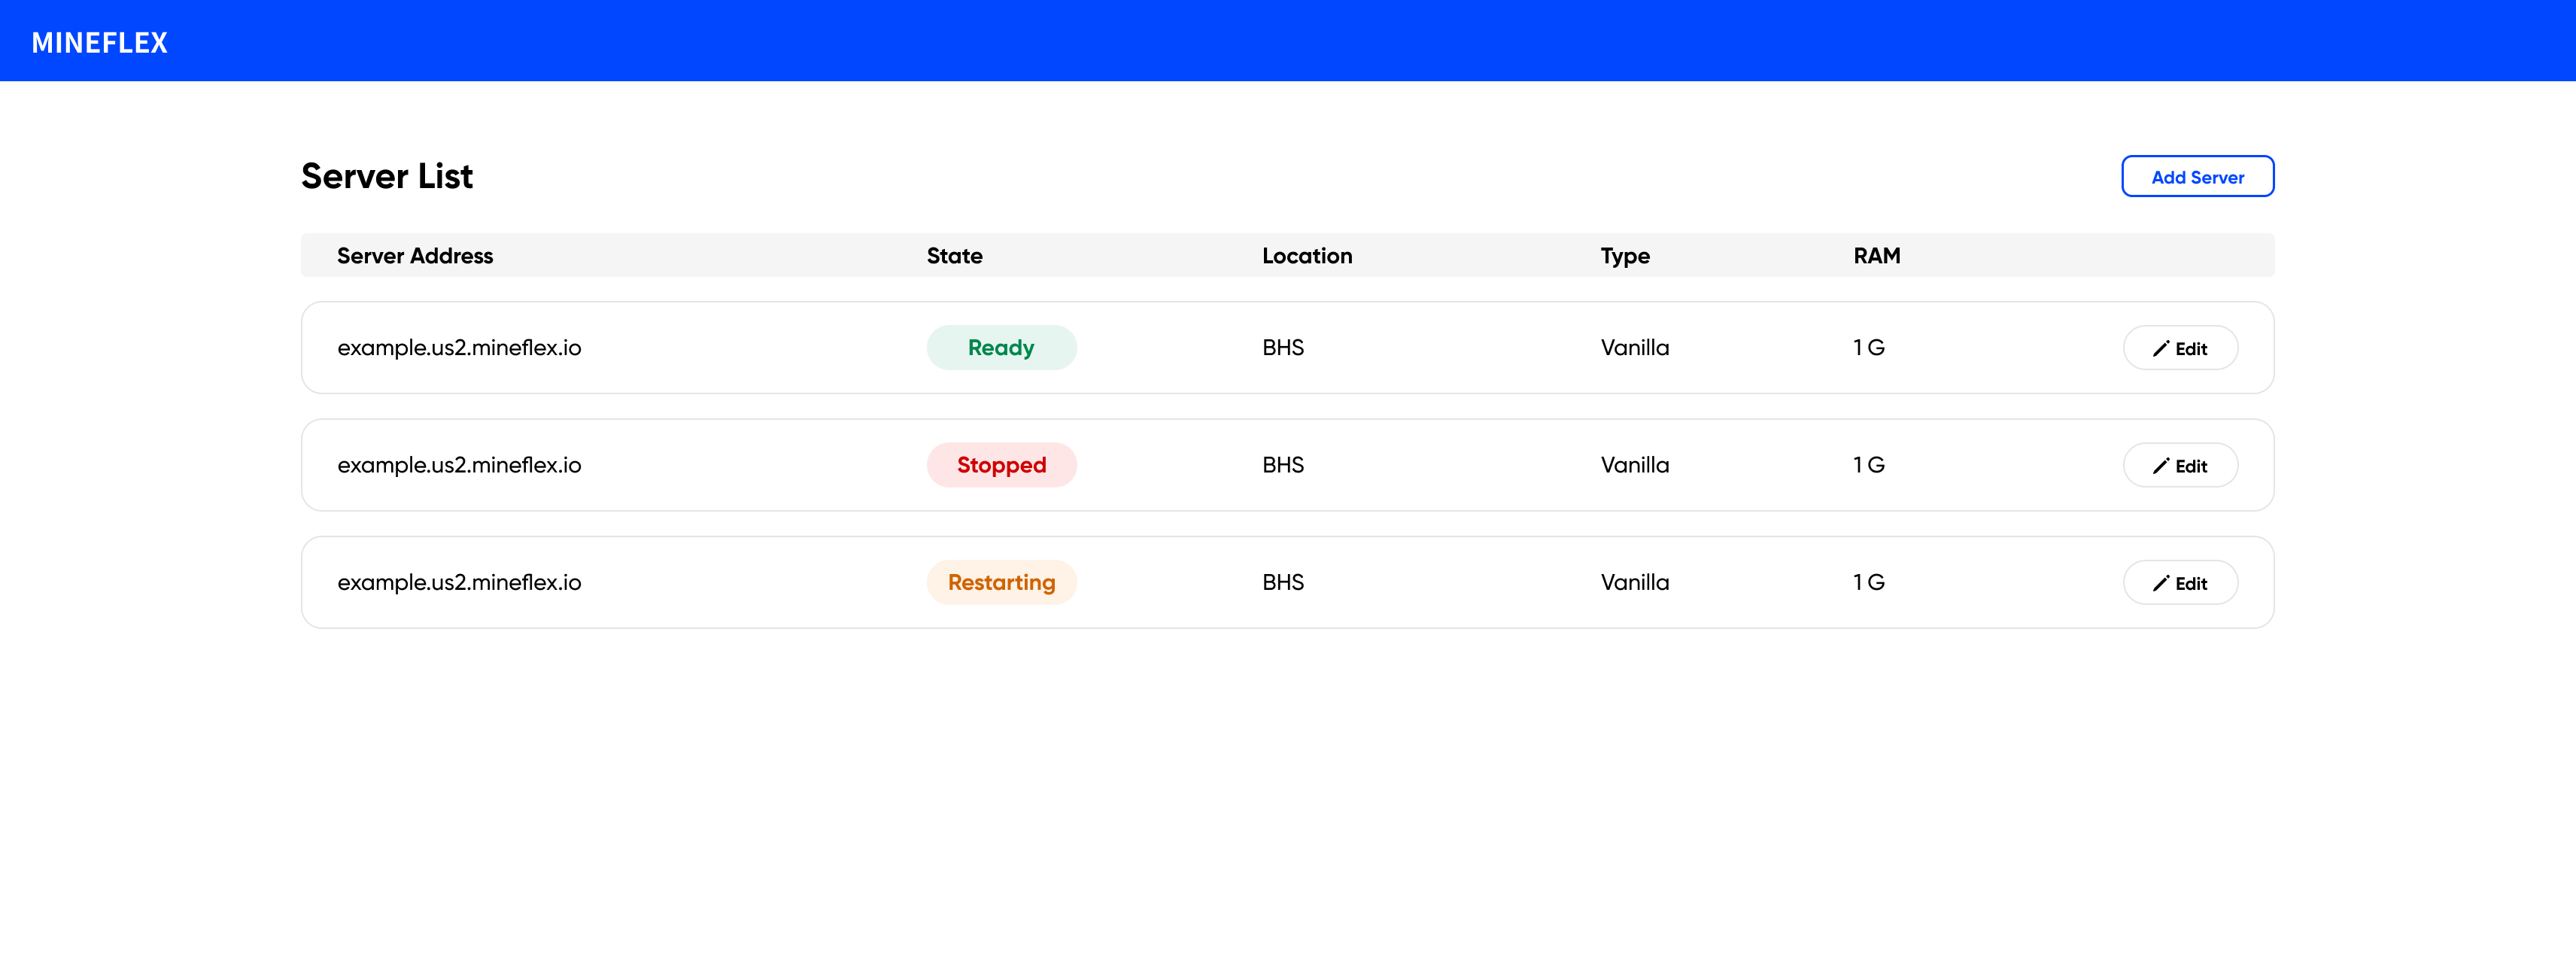 MINEFLEX
Server List
Add Server
Server Address State Location Type RAM
example.us2.mineflex.io Ready BHS Vanilla 1 G Edit
example.us2.mineflex.io Stopped BHS Vanilla 1 G Edit
example.us2.mineflex.io Restarting BHS Vanilla 1 G Edit